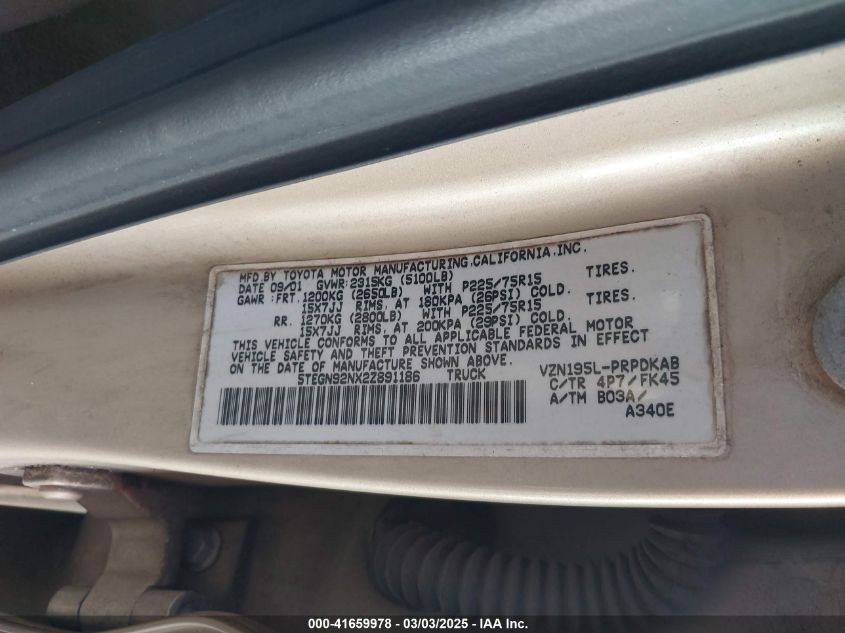 MFD.BY TOYOTA MOTOR MANUFACTURING,CALIFORNIA,INC.
DATE 09/01 GVWR:2315KG (5100LB)
GAWR: FRT. 1200KG (2650LB) WITH P225/75R15 TIRES.
15X7JJ RIMS, AT 180KPA (26PSI) COLD.
RR. 1270KG (2800LB) WITH P225/75R15 TIRES.
15X7JJ RIMS, AT 200KPA (29PSI) COLD.
THIS VEHICLE CONFORMS TO ALL APPLICABLE FEDERAL MOTOR
VEHICLE SAFETY AND THEFT PREVENTION STANDARDS IN EFFECT
ON THE DATE OF MANUFACTURE SHOWN ABOVE.
5TEGN92NX2Z891186 TRUCK
VZN195L-PRPDKAB
C/TR 4P7/FK45
A/TM B03A/
A340E
000-41659978 - 03/03/2025 - IAA Inc.